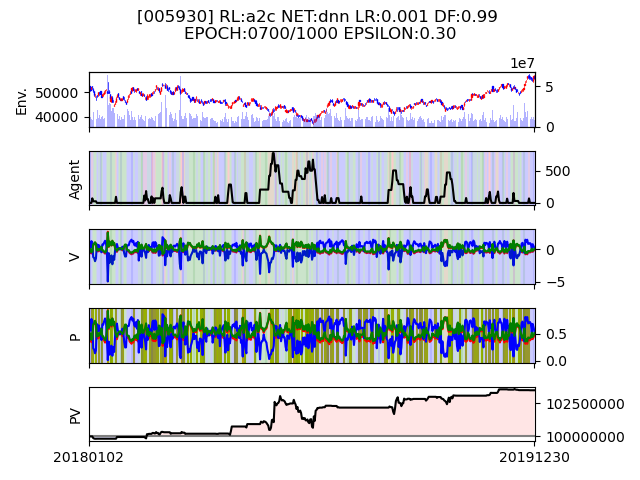 [005930] RL:a2c NET:dnn LR:0.001 DF:0.99
EPOCH:0700/1000 EPSILON:0.30
1e7
Env.
50000
40000
5
0
Agent
500
0
V
0
−5
P
0.5
0.0
PV
102500000
100000000
20180102
20191230